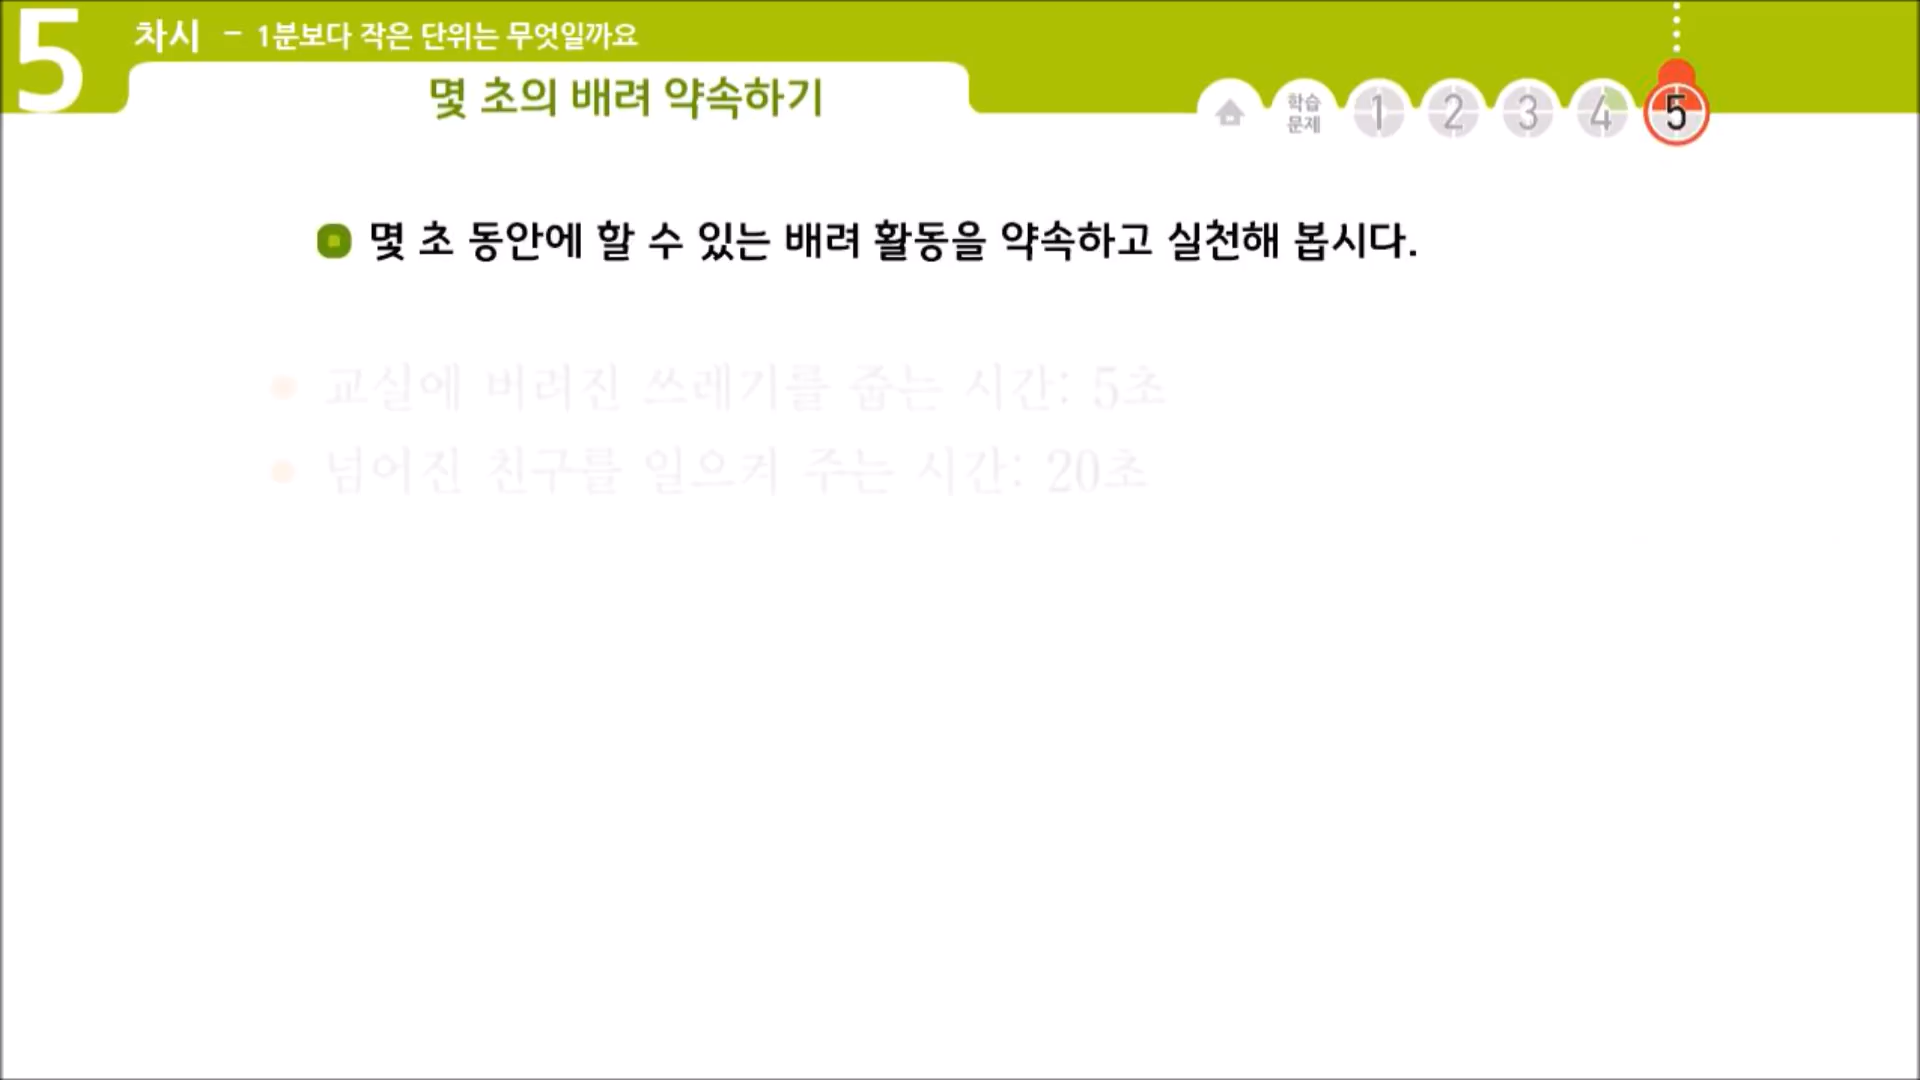 5 차시 - 1분보다 작은 단위는 무엇일까요
몇 초의 배려 약속하기
학습 문제 1 2 3 4 5
몇 초 동안에 할 수 있는 배려 활동을 약속하고 실천해 봅시다.
교실에 버려진 쓰레기를 줍는 시간: 5초
넘어진 친구를 일으켜 주는 시간: 20초